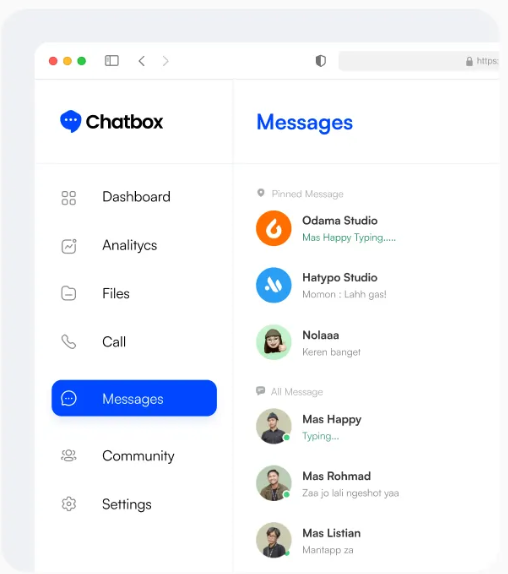 https:
Chatbox
Messages
Dashboard
Analitycs
Files
Call
Messages
Community
Settings
Pinned Message
Odama Studio
Mas Happy Typing.....
Hatypo Studio
Momon : Lahh gas!
Nolaaa
Keren banget
All Message
Mas Happy
Typing...
Mas Rohmad
Zaa jo lali ngeshot yaa
Mas Listian
Mantapp za